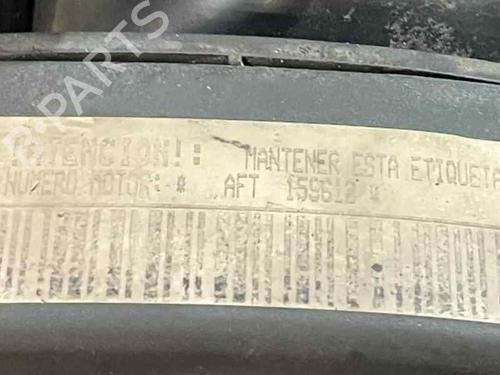 B-PARTS
ATENCION!: MANTENER ESTA ETIQUETA
NUMERO MOTOR: * AFT 159612 *